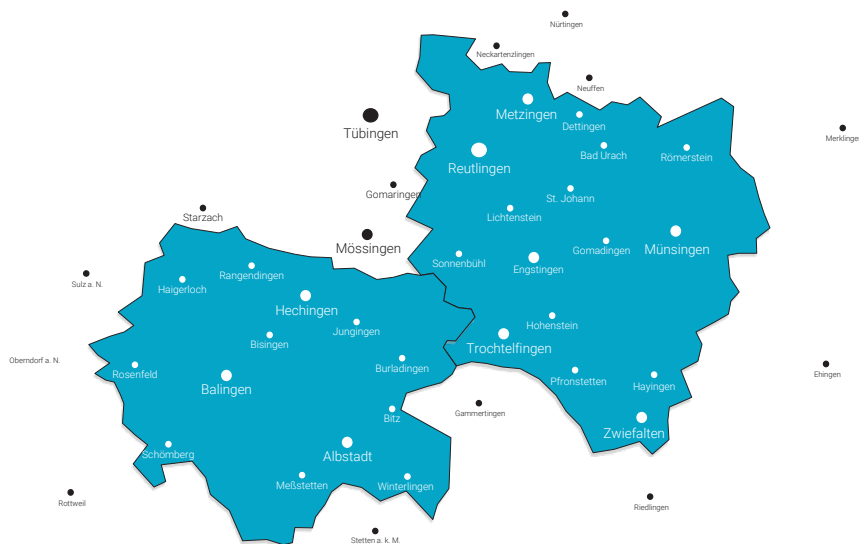 Nürtingen
Neckartenzlingen
Neuffen
Metzingen
Dettingen
Tübingen
Merklinge
Reutlingen
Bad Urach
Römerstein
Gomaringen
St. Johann
Starzach
Lichtenstein
Mössingen
Münsingen
Gomadingen
Sonnenbühl
Engstingen
Rangendingen
Sulz a. N.
Haigerloch
Hechingen
Hohenstein
Jungingen
Bisingen
Trochtelfingen
Oberndorf a. N.
Burladingen
Rosenfeld
Ehingen
Balingen
Pfronstetten
Hayingen
Gammertingen
Bitz
Zwiefalten
Schömberg
Albstadt
Meßstetten
Winterlingen
Rottweil
Riedlingen
Stetten a. k. M.